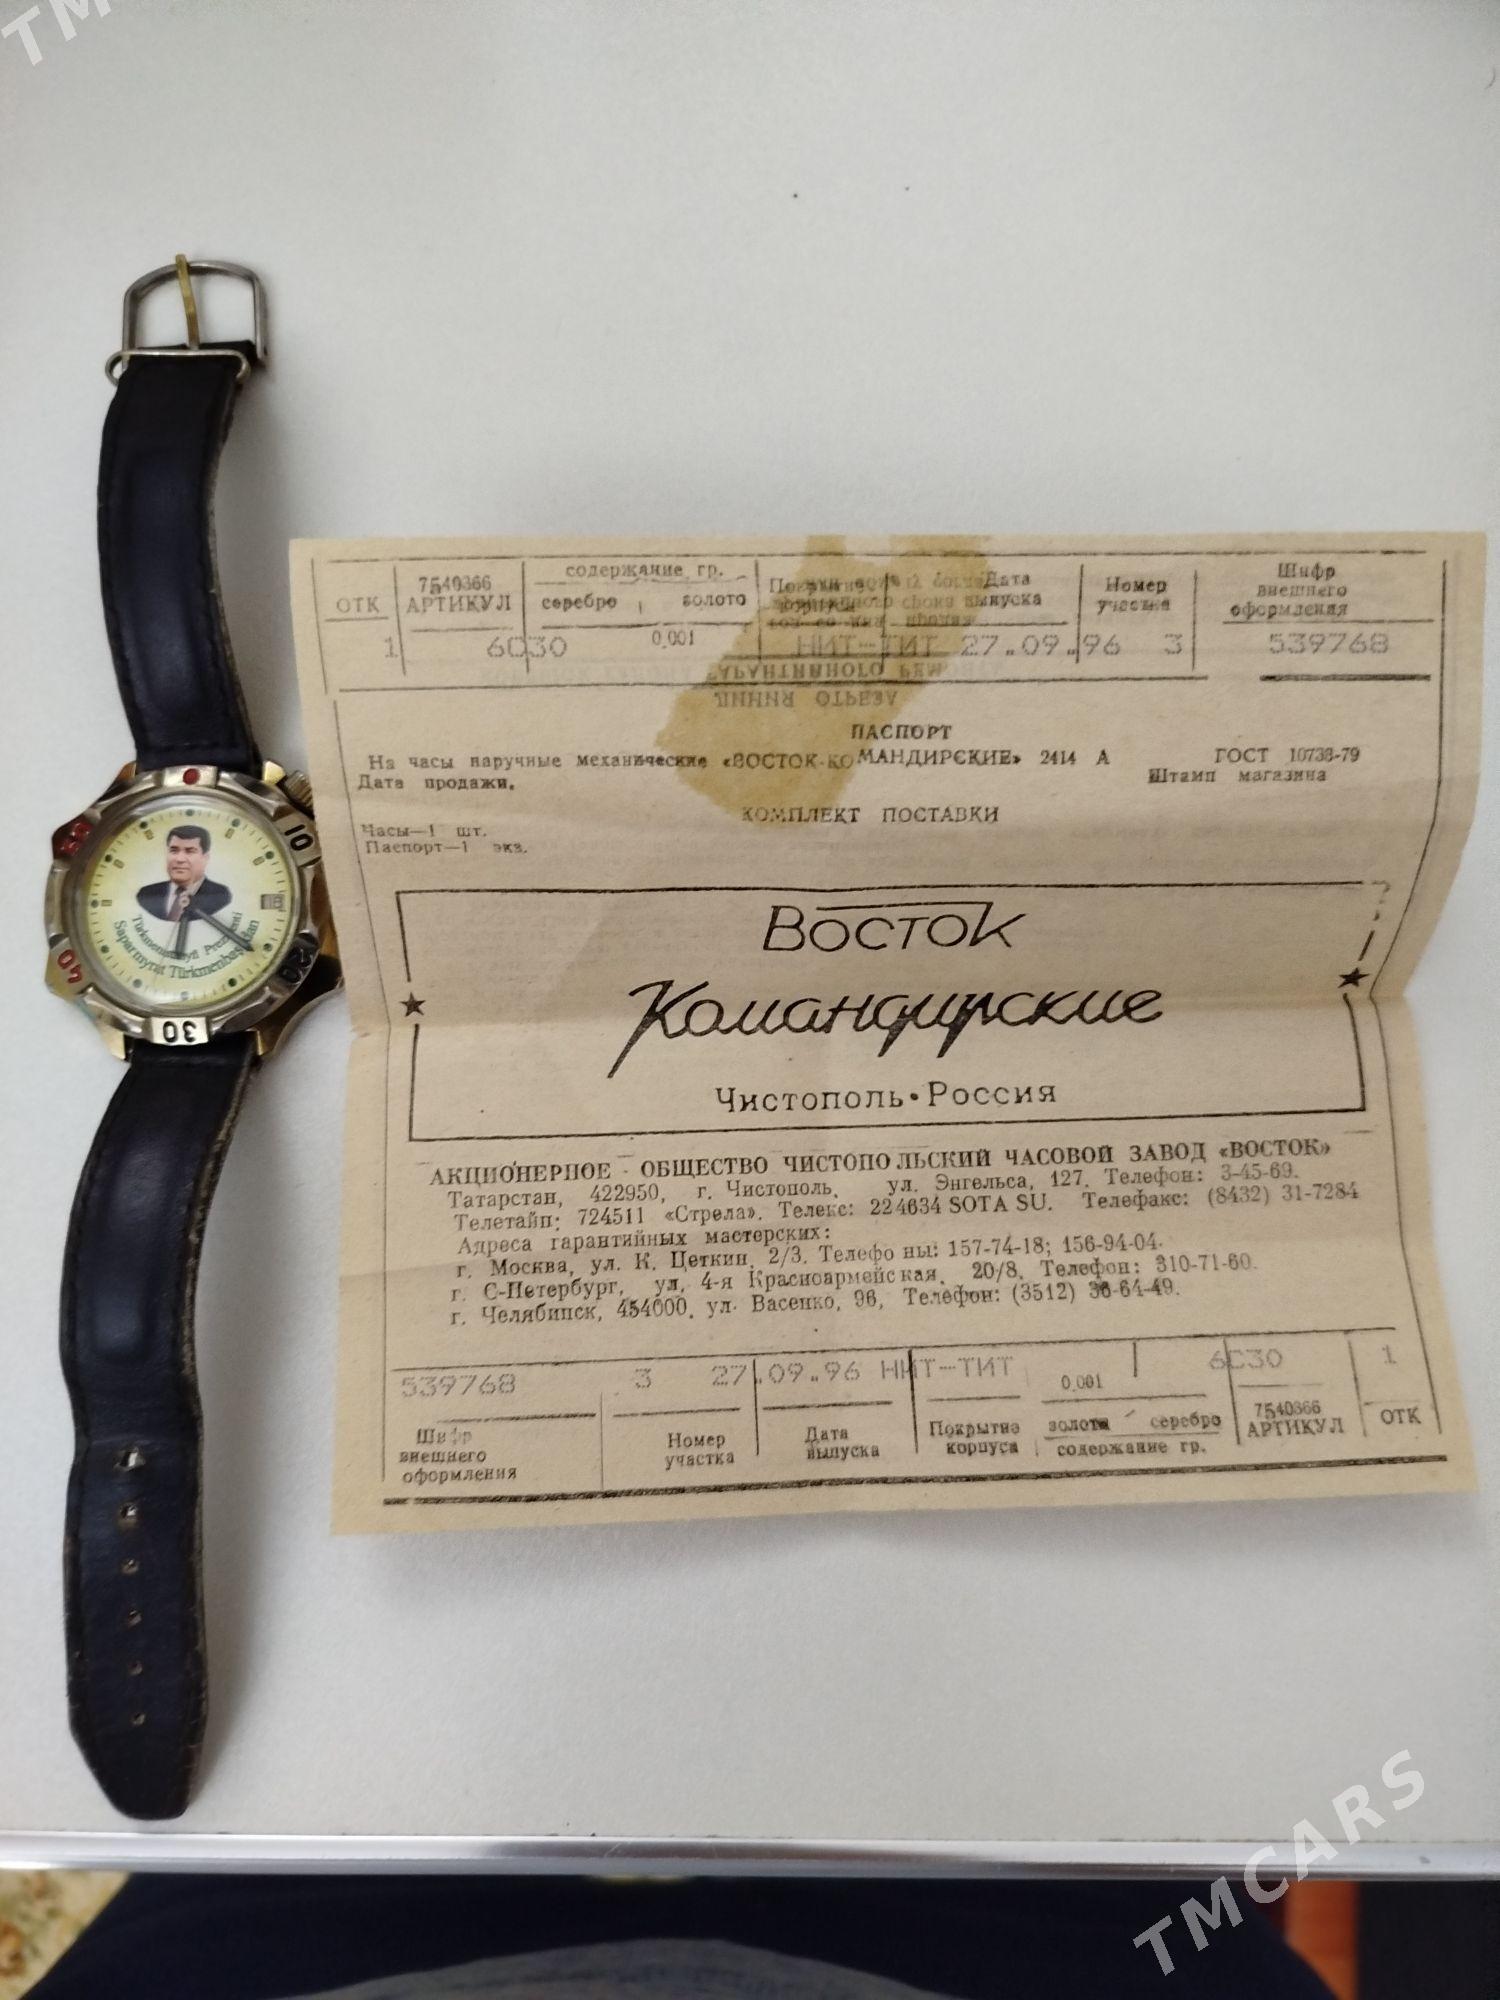 TM
ОТК
7540366
АРТИКУЛ
содержание гр.
серебро
золото
Дата
выпуска
Номер
участка
Шифр
внешнего
оформления
1 6С30 0,001 НИТ-ТИТ 27.09.96 3 539768
ПАСПОРТ
На часы наручные механические «ВОСТОК-КОМАНДИРСКИЕ» 2414 А ГОСТ 10733-79
Дата продажи. Штамп магазина
КОМПЛЕКТ ПОСТАВКИ
Часы—1 шт.
Паспорт—1 экз.
Восток
Командирские
Чистополь•Россия
АКЦИОНЕРНОЕ ОБЩЕСТВО ЧИСТОПОЛЬСКИЙ ЧАСОВОЙ ЗАВОД «ВОСТОК»
Татарстан, 422950, г. Чистополь, ул. Энгельса, 127. Телефон: 3-45-69.
Телетайп: 724511 «Стрела». Телекс: 224634 SOTA SU. Телефакс: (8432) 31-7284
Адреса гарантийных мастерских:
г. Москва, ул. К. Цеткин, 2/3. Телефоны: 157-74-18; 156-94-04.
г. С-Петербург, ул. 4-я Красноармейская, 20/8. Телефон: 310-71-60.
г. Челябинск, 454000, ул. Васенко, 96, Телефон: (3512) 36-64-49.
539768 3 27.09.96 НИТ-ТИТ 0,001 6С30 1
Шифр
внешнего
оформления
Номер
участка
Дата
выпуска
Покрытие
корпуса
золота серебро
содержание гр.
7540366
АРТИКУЛ
ОТК
10
20
30
40
50
Türkmenistanyň Prezidenti
Saparmyrat Türkmenbaşydan
TMCARS